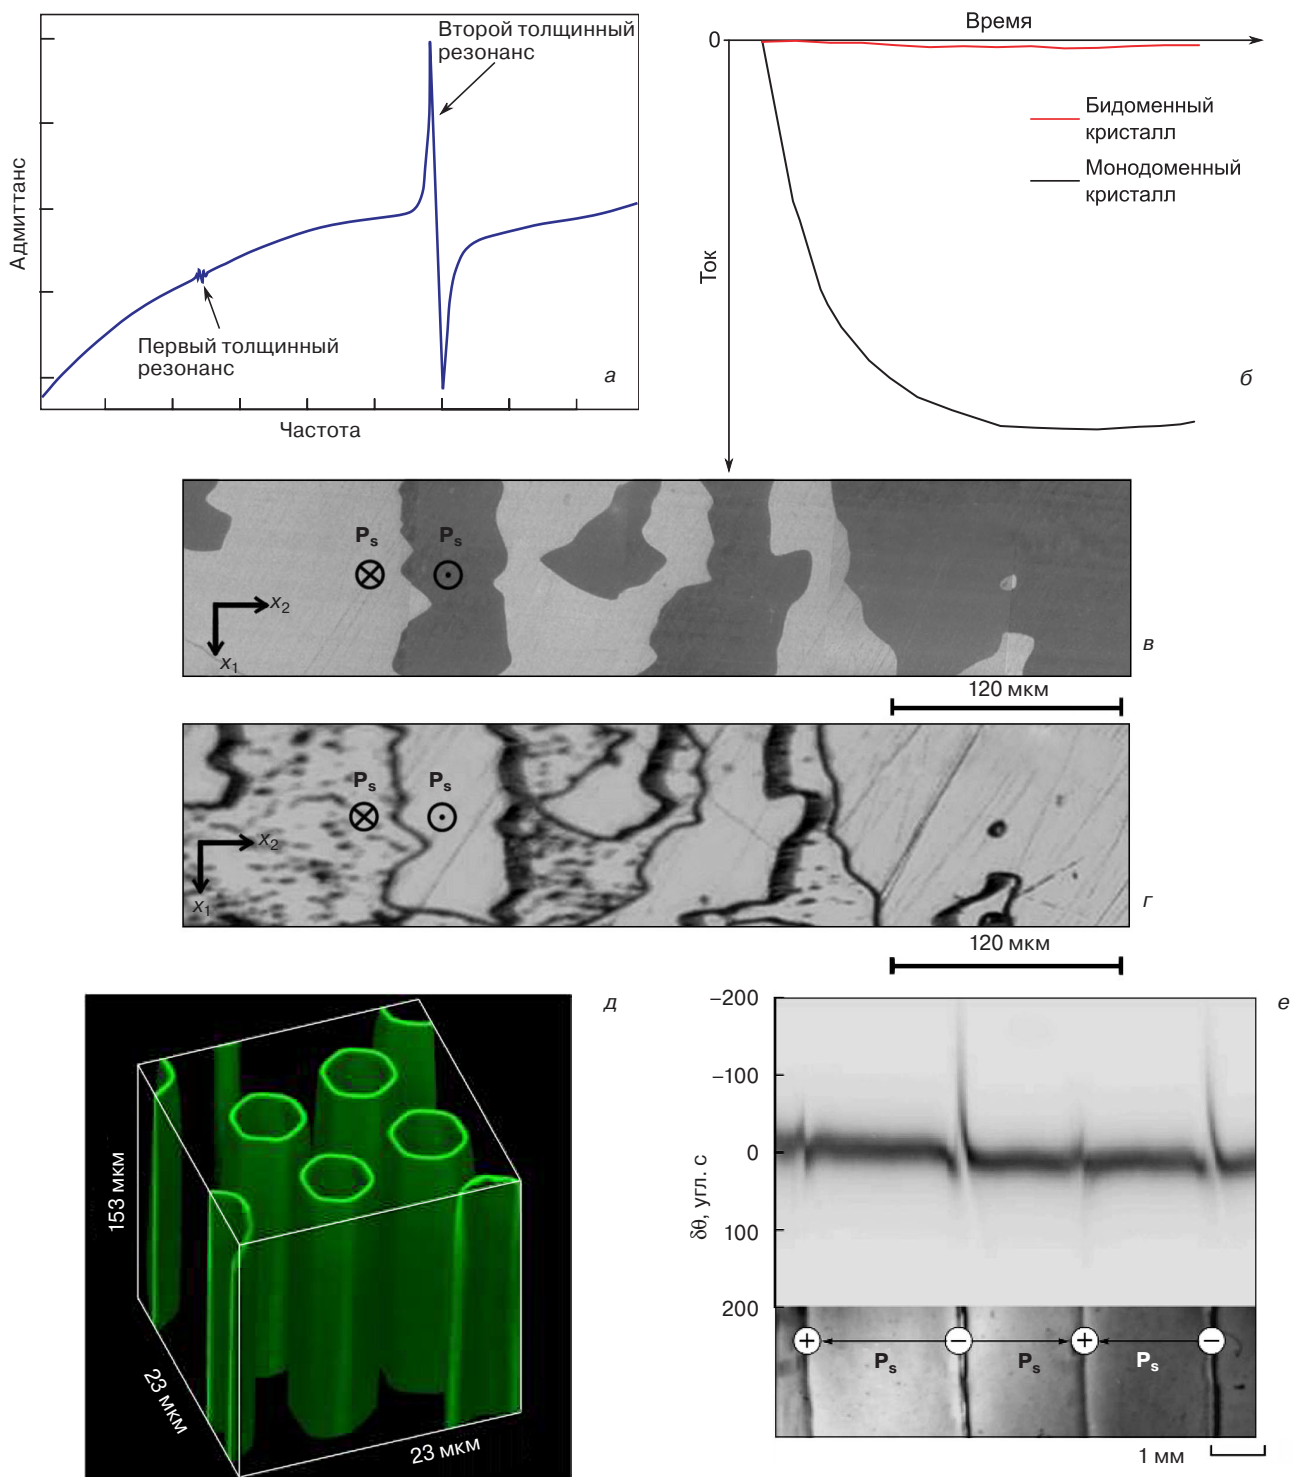 Второй толщинный
резонанс
Адмиттанс
Первый толщинный
резонанс
а
Частота
Время
0
Бидоменный
кристалл
Монодоменный
кристалл
Ток
б
Ps
Ps
x2
x1
в
120 мкм
Ps
Ps
x2
x1
г
120 мкм
д
153 мкм
23 мкм
23 мкм
е
−200
−100
0
100
200
δθ, угл. с
+
−
+
−
Ps
Ps
Ps
1 мм